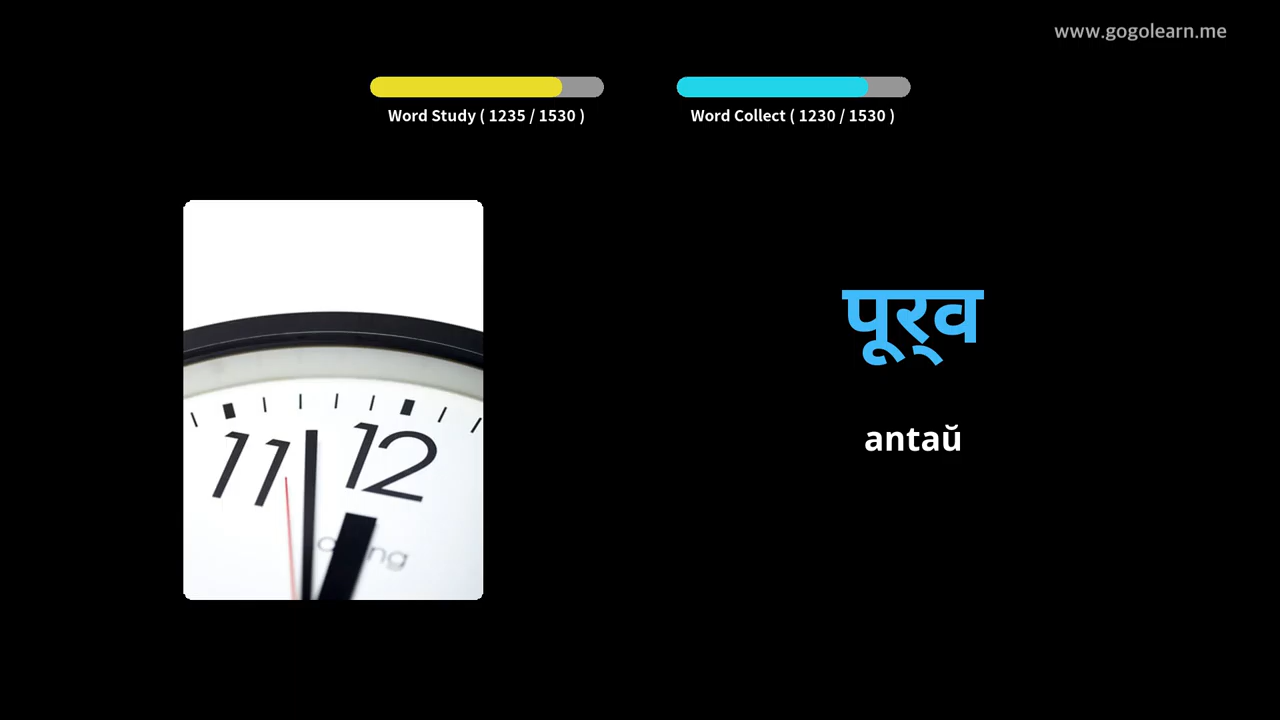 www.gogolearn.me
Word Study ( 1235 / 1530 )
Word Collect ( 1230 / 1530 )
पूर्‌व
antaŭ
11 12